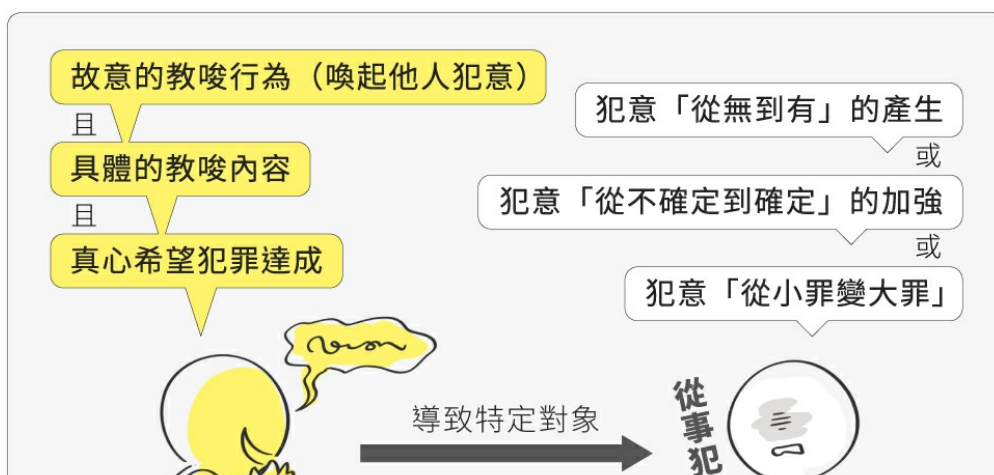 故意的教唆行為（喚起他人犯意）
且
具體的教唆內容
且
真心希望犯罪達成
犯意「從無到有」的產生
或
犯意「從不確定到確定」的加強
或
犯意「從小罪變大罪」
導致特定對象
從事犯